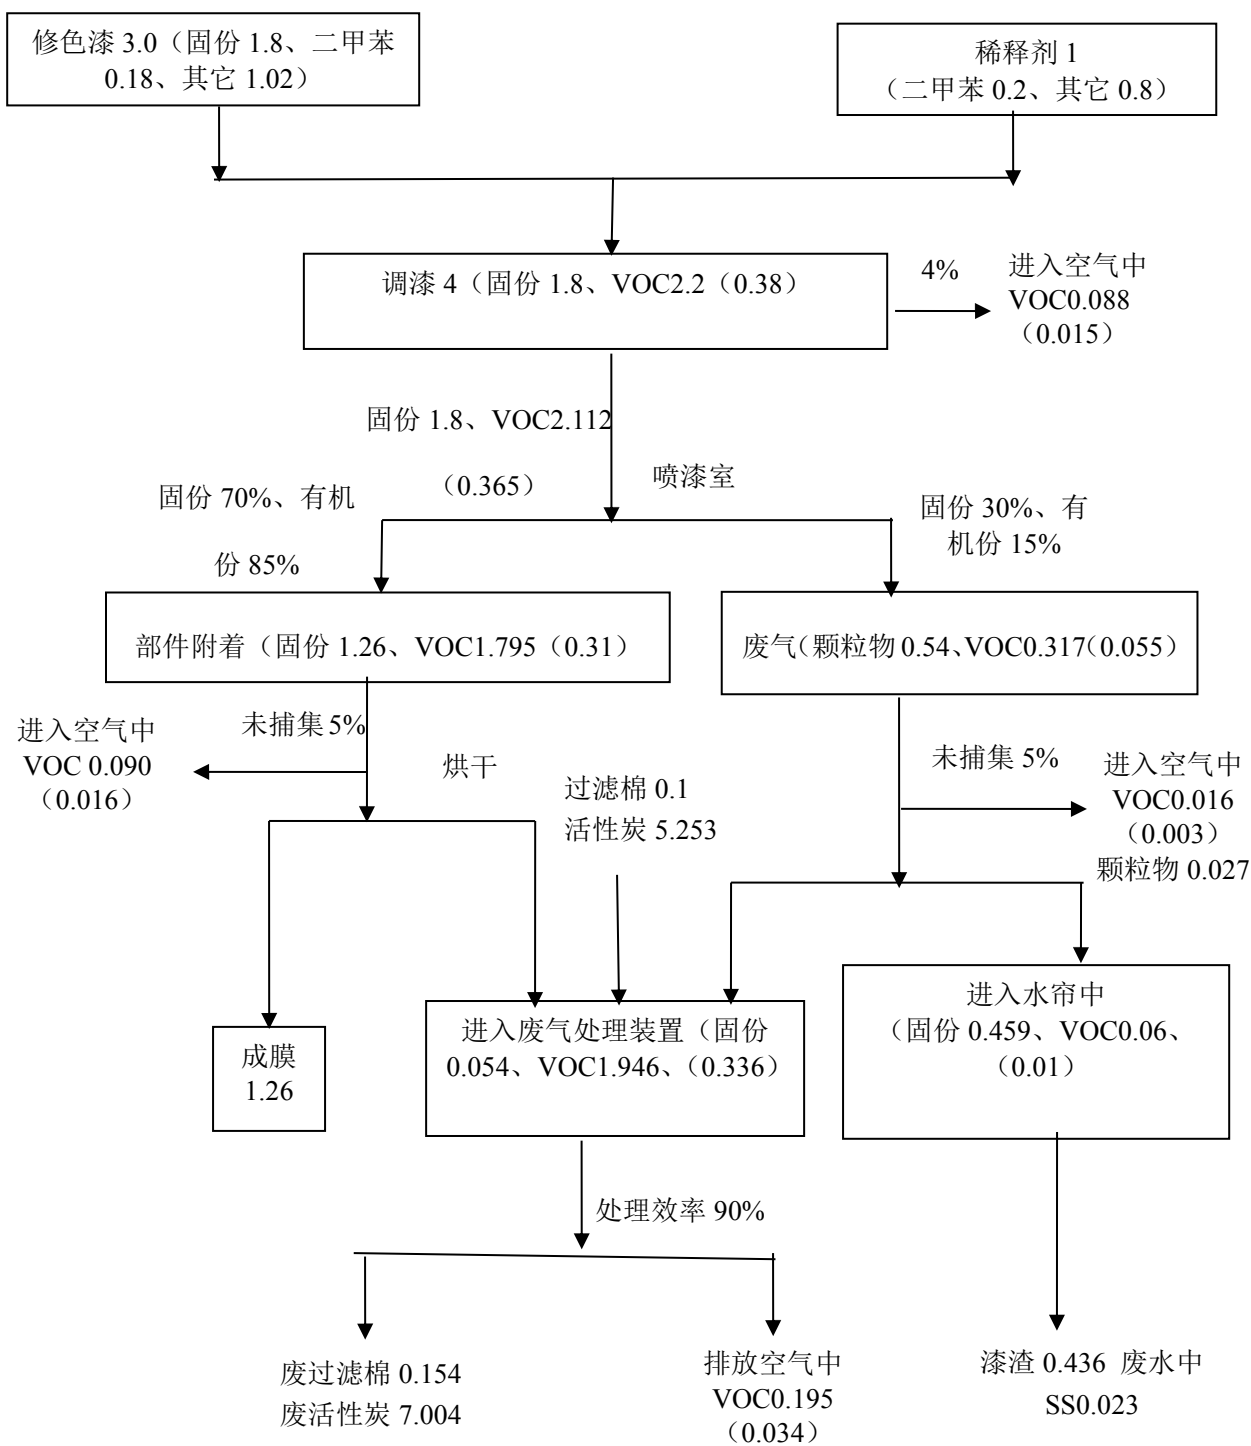 修色漆 3.0（固份 1.8、二甲苯
0.18、其它 1.02）
稀释剂 1
（二甲苯 0.2、其它 0.8）
调漆 4（固份 1.8、VOC2.2（0.38）
4%
进入空气中
VOC0.088
（0.015）
固份 1.8、VOC2.112
（0.365）
喷漆室
固份 70%、有机
份 85%
固份 30%、有
机份 15%
部件附着（固份 1.26、VOC1.795（0.31）
废气（颗粒物 0.54、VOC0.317（0.055）
未捕集 5%
进入空气中
VOC 0.090
（0.016）
烘干
过滤棉 0.1
活性炭 5.253
未捕集 5%
进入空气中
VOC0.016
（0.003）
颗粒物 0.027
成膜
1.26
进入废气处理装置（固份
0.054、VOC1.946、（0.336）
进入水帘中
（固份 0.459、VOC0.06、
（0.01）
处理效率 90%
废过滤棉 0.154
废活性炭 7.004
排放空气中
VOC0.195
（0.034）
漆渣 0.436 废水中
SS0.023